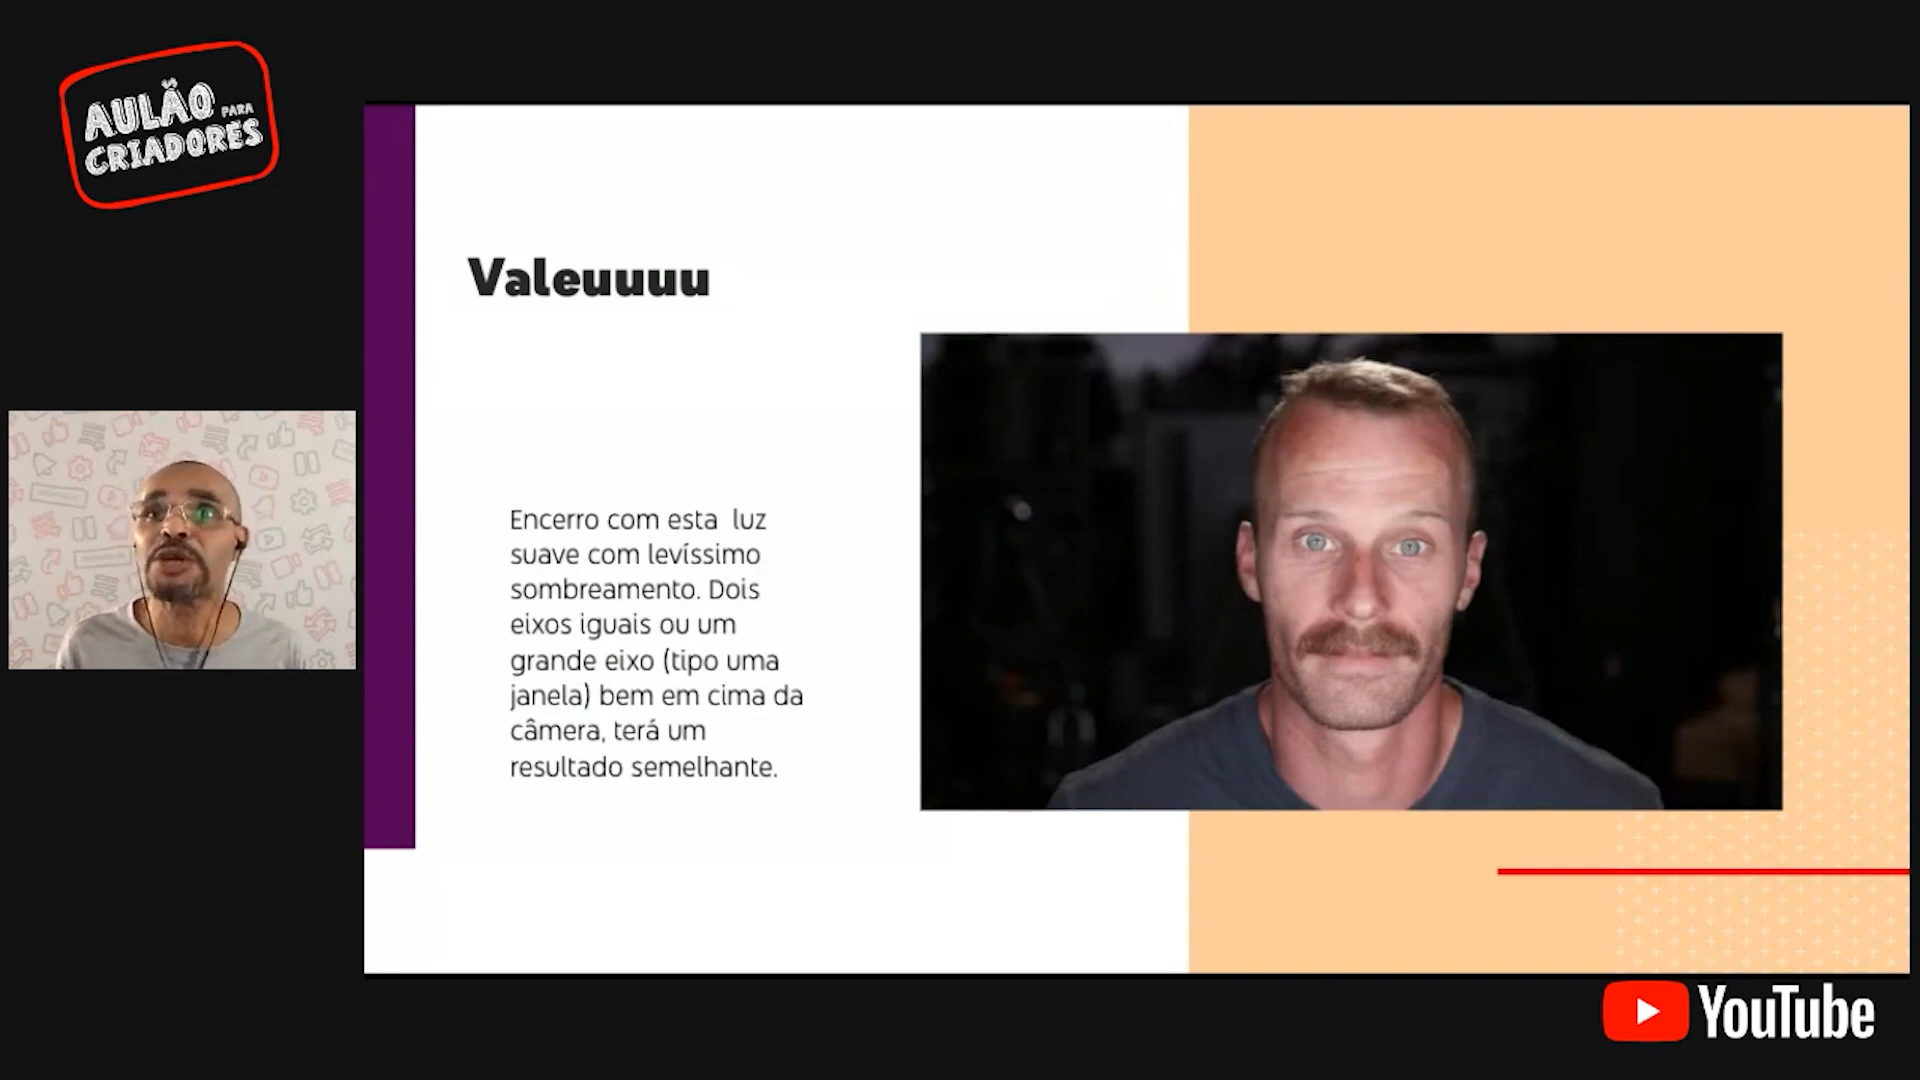 AULÃO PARA
CRIADORES
Valeuuuu
Encerro com esta luz
suave com levíssimo
sombreamento. Dois
eixos iguais ou um
grande eixo (tipo uma
janela) bem em cima da
câmera, terá um
resultado semelhante.
YouTube